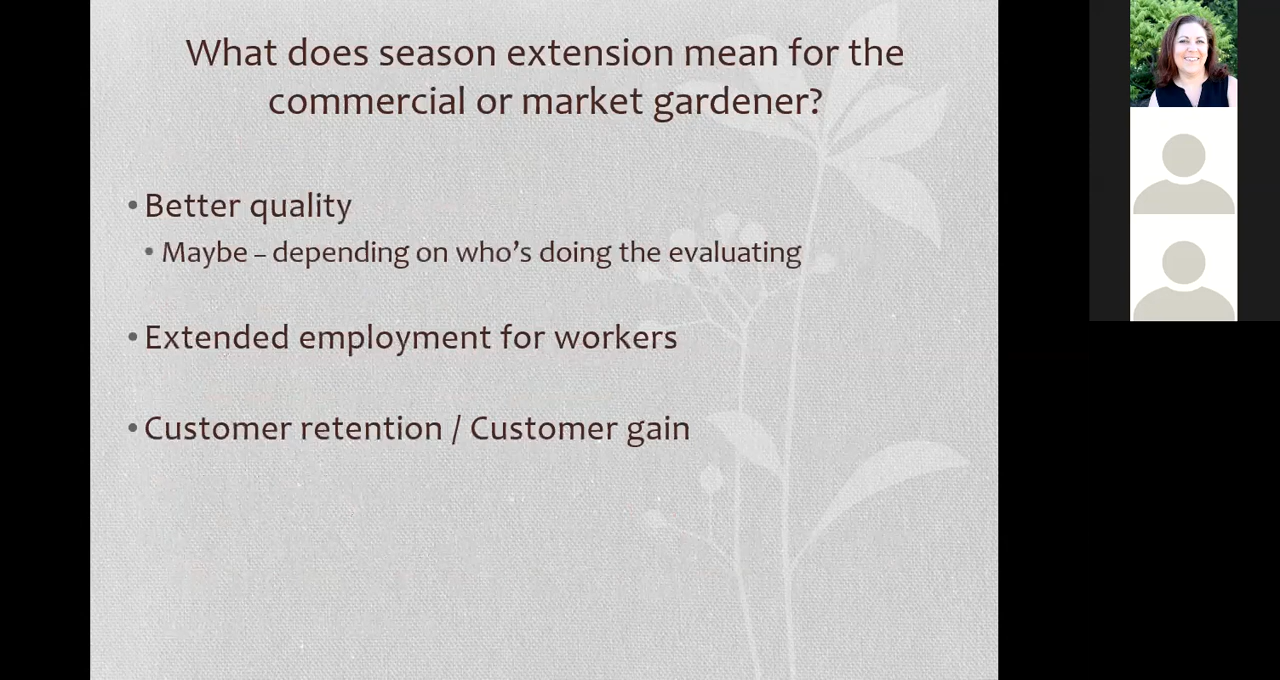 What does season extension mean for the
commercial or market gardener?
• Better quality
• Maybe – depending on who’s doing the evaluating
• Extended employment for workers
• Customer retention / Customer gain